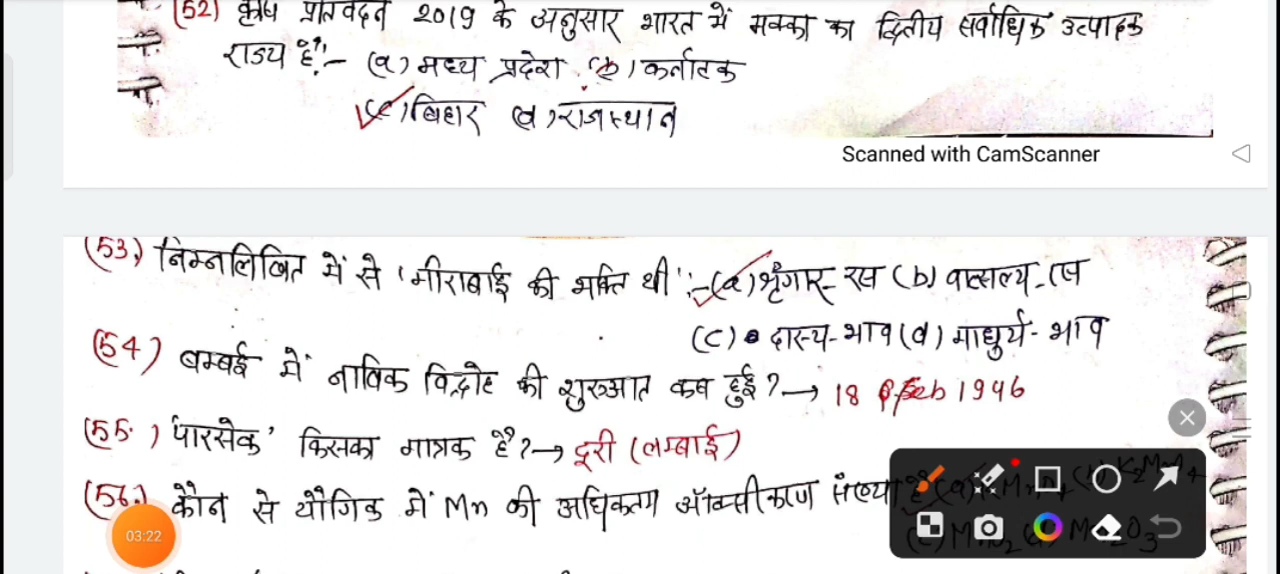 (52) कृषि प्रतिवेदन 2019 के अनुसार भारत में मक्का का द्वितीय सर्वाधिक उत्पादक
राज्य है?:- (a) मध्य प्रदेश (b) कर्नाटक
(c) बिहार (d) राजस्थान
Scanned with CamScanner
(53.) निम्नलिखित में से 'मीराबाई की भक्ति थी':- (a) श्रृंगार-रस (b) वात्सल्य-रस
(c) दास्य-भाव (d) माधुर्य-भाव
(54) बम्बई में नाविक विद्रोह की शुरुआत कब हुई?→ 18 Feb 1946
(55.) 'पारसेक' किसका मात्रक है?→ दूरी (लम्बाई)
(56.) कौन से यौगिक में Mn की अधिकतम ऑक्सीकरण संख्या
03:22